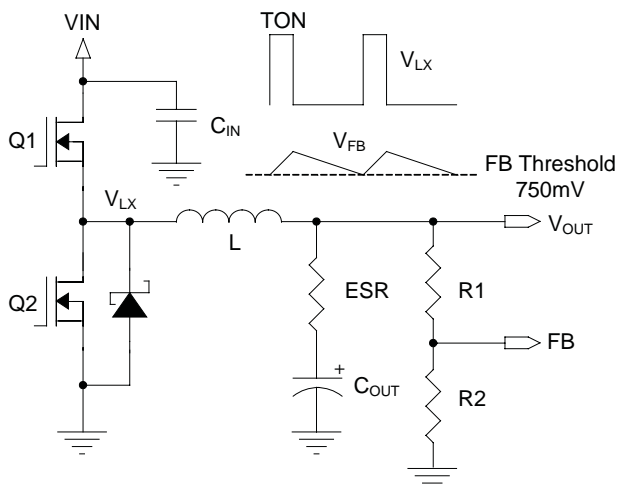 VIN
TON
VLX
CIN
Q1
VFB
FB Threshold
750mV
VLX
VOUT
L
Q2
ESR
R1
FB
+
COUT
R2